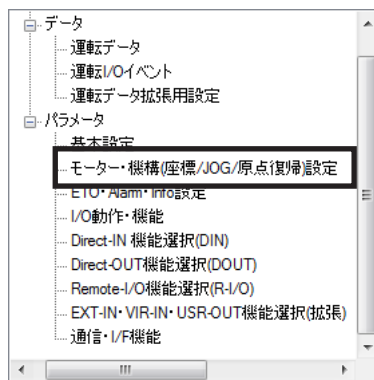 データ
運転データ
運転I/Oイベント
運転データ拡張用設定
パラメータ
基本設定
モーター・機構(座標/JOG/原点復帰)設定
ETO・Alarm・Info設定
I/O動作・機能
Direct-IN 機能選択(DIN)
Direct-OUT機能選択(DOUT)
Remote-I/O機能選択(R-I/O)
EXT-IN・VIR-IN・USR-OUT機能選択(拡張)
通信・I/F機能